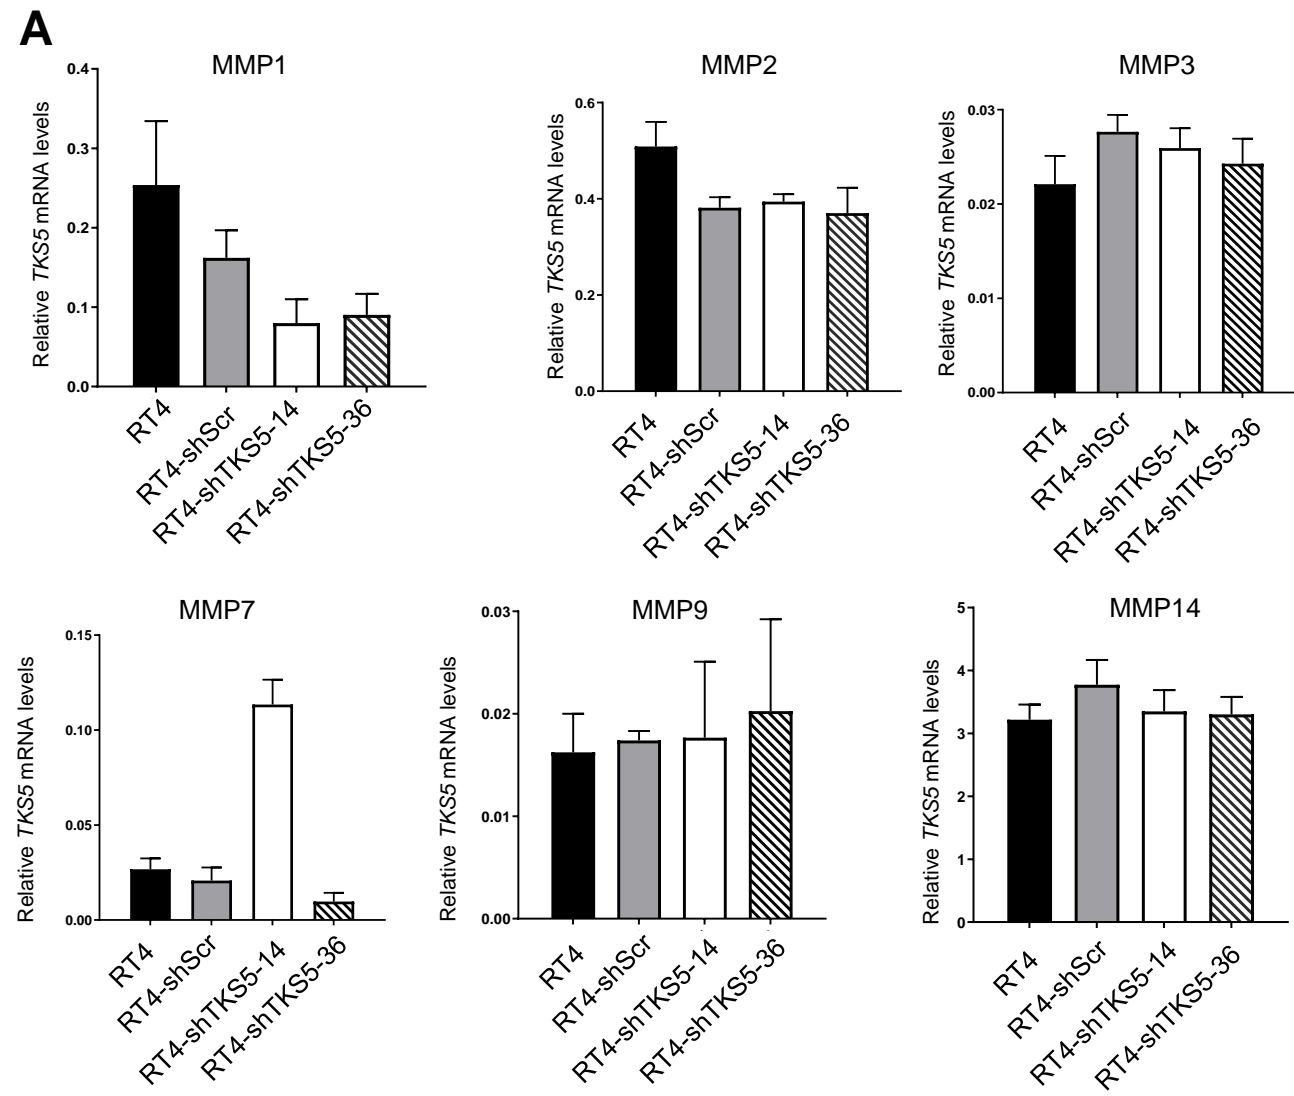 A
MMP1
Relative TKS5 mRNA levels
0.4
0.3
0.2
0.1
0.0
RT4
RT4-shScr
RT4-shTKS5-14
RT4-shTKS5-36
MMP2
Relative TKS5 mRNA levels
0.6
0.4
0.2
0.0
RT4
RT4-shScr
RT4-shTKS5-14
RT4-shTKS5-36
MMP3
Relative TKS5 mRNA levels
0.03
0.02
0.01
0.00
RT4
RT4-shScr
RT4-shTKS5-14
RT4-shTKS5-36
MMP7
Relative TKS5 mRNA levels
0.15
0.10
0.05
0.00
RT4
RT4-shScr
RT4-shTKS5-14
RT4-shTKS5-36
MMP9
Relative TKS5 mRNA levels
0.03
0.02
0.01
0.00
RT4
RT4-shScr
RT4-shTKS5-14
RT4-shTKS5-36
MMP14
Relative TKS5 mRNA levels
5
4
3
2
1
0
RT4
RT4-shScr
RT4-shTKS5-14
RT4-shTKS5-36